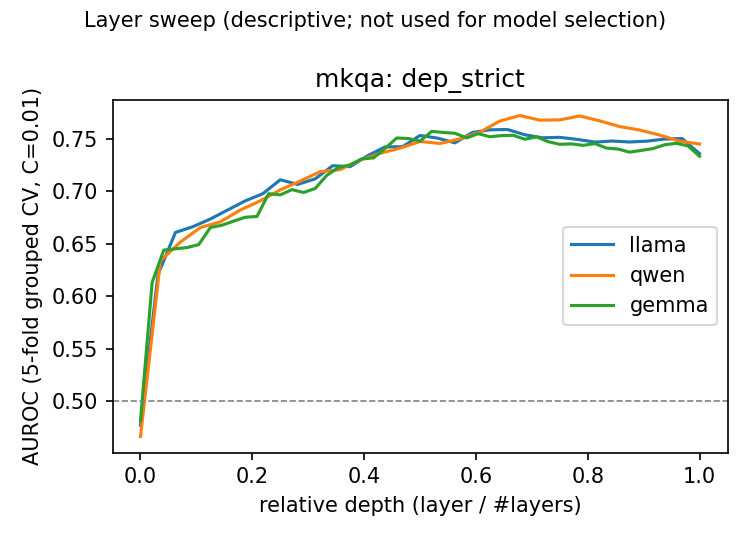 Layer sweep (descriptive; not used for model selection)
mkqa: dep_strict
AUROC (5-fold grouped CV, C=0.01)
0.75
0.70
0.65
0.60
0.55
0.50
llama
qwen
gemma
0.0 0.2 0.4 0.6 0.8 1.0
relative depth (layer / #layers)